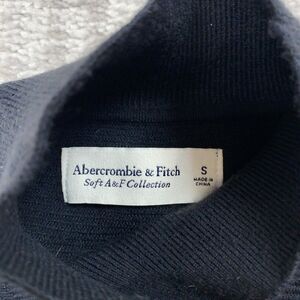 Abercrombie & Fitch
Soft A&F Collection
S
MADE IN
CHINA